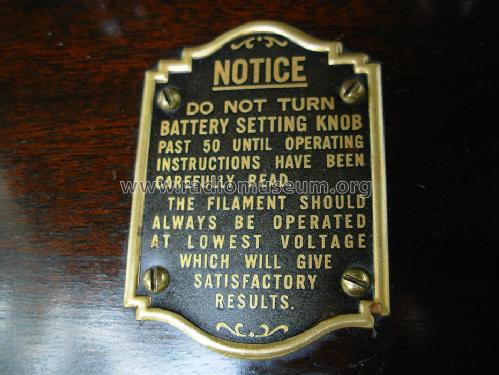 NOTICE
DO NOT TURN
BATTERY SETTING KNOB
PAST 50 UNTIL OPERATING
INSTRUCTIONS HAVE BEEN
CAREFULLY READ
www.radiomuseum.org
THE FILAMENT SHOULD
ALWAYS BE OPERATED
AT LOWEST VOLTAGE
WHICH WILL GIVE
SATISFACTORY
RESULTS.